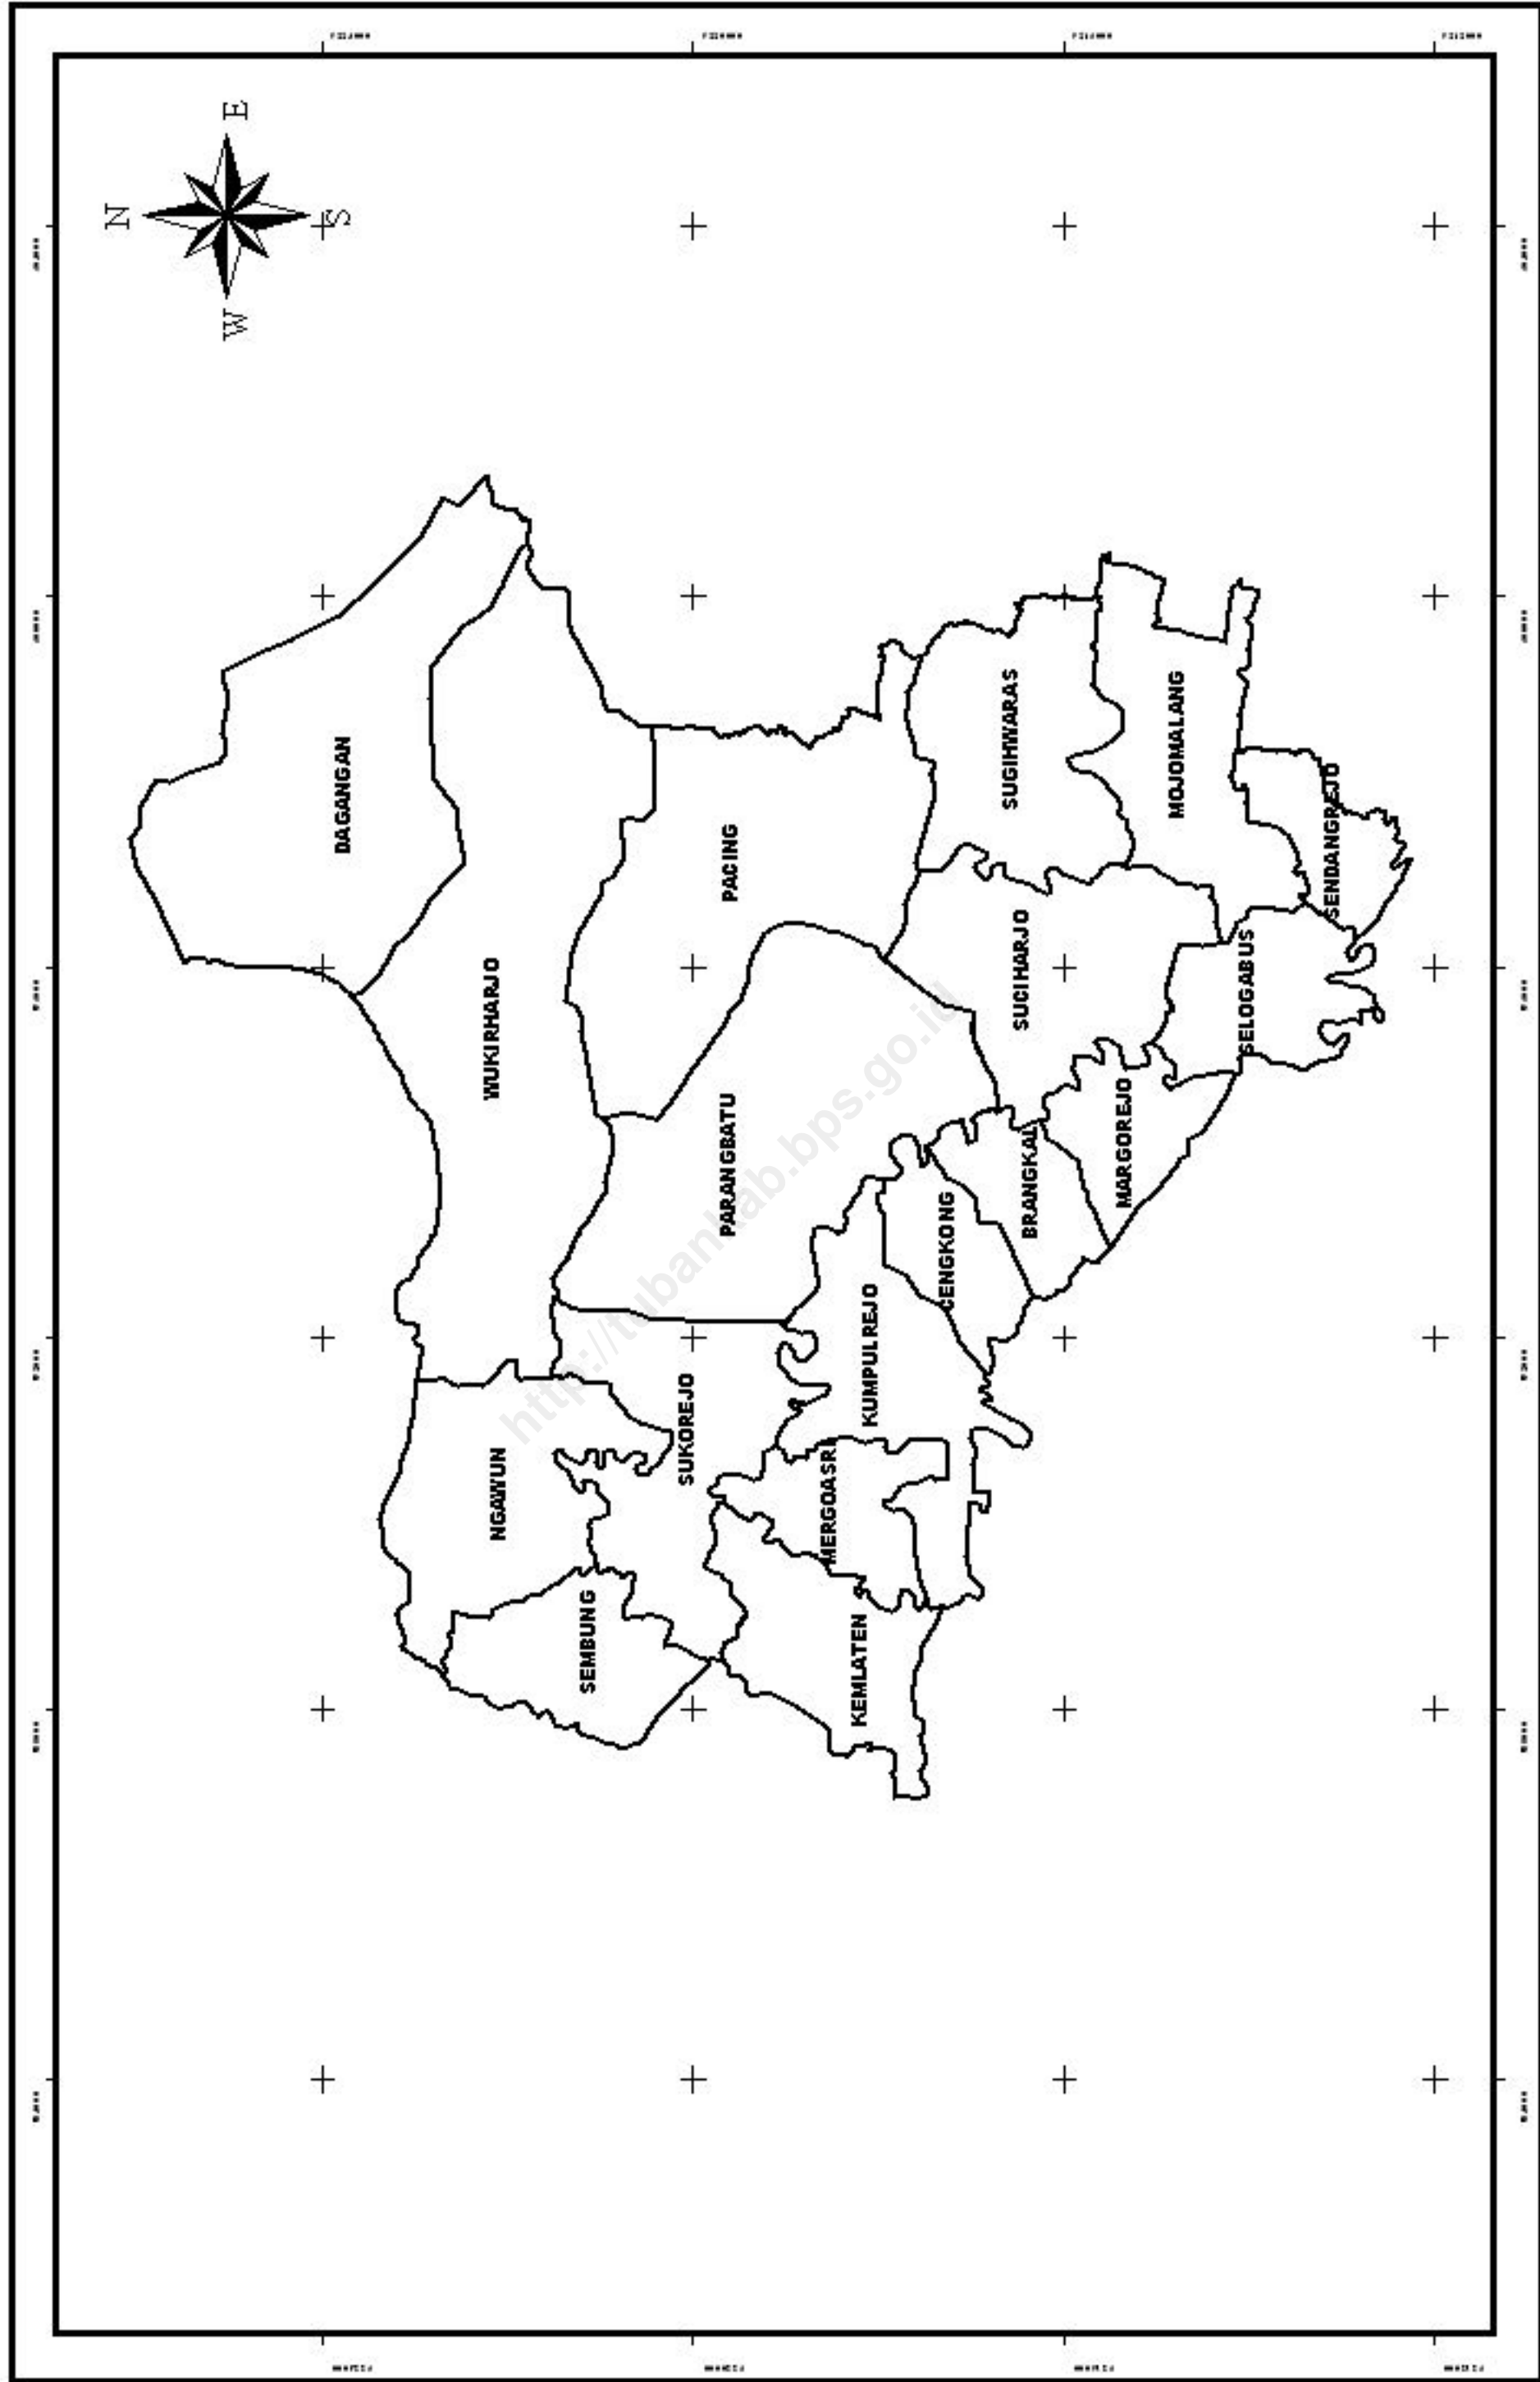 N
E
W
S
DAGANGAN
WUKIRHARJO
NGAWUN
SEMBUNG
SUKOREJO
PARANGBATU
PACING
MERGOASRI
KEMLATEN
KUMPULREJO
CENGKONG
BRANGKAL
SUCIHARJO
SUGIHWARAS
MARGOREJO
MOJOMALANG
SELOGABUS
SENDANGREJO
http://tubankab.bps.go.id